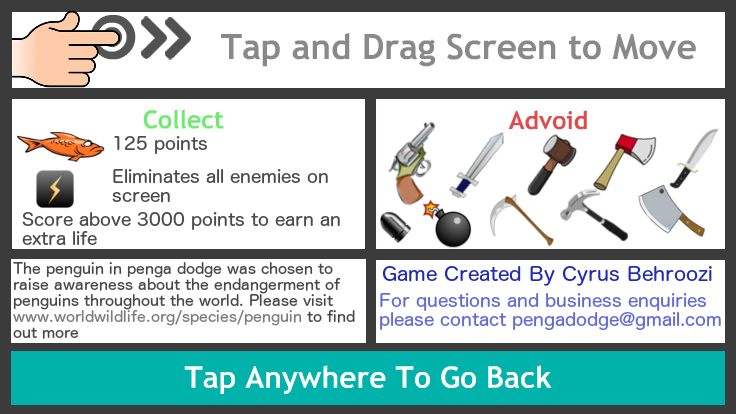 Tap and Drag Screen to Move
Collect
125 points
Eliminates all enemies on
screen
Score above 3000 points to earn an
extra life
Advoid
The penguin in penga dodge was chosen to
raise awareness about the endangerment of
penguins throughout the world. Please visit
www.worldwildlife.org/species/penguin to find
out more
Game Created By Cyrus Behroozi
For questions and business enquiries
please contact pengadodge@gmail.com
Tap Anywhere To Go Back